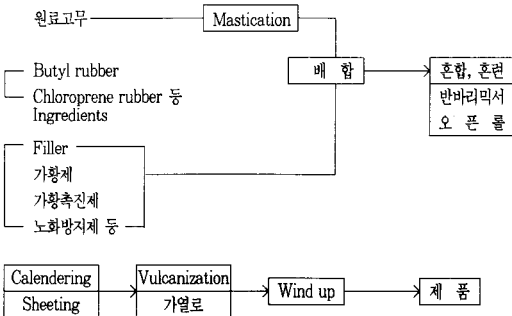 원료고무 Mastication
배 합
혼합, 혼련
반바리믹서
오 픈 롤
Butyl rubber
Chloroprene rubber 등
Ingredients
Filler
가황제
가황촉진제
노화방지제 등
Calendering
Sheeting
Vulcanization
가열로
Wind up
제 품